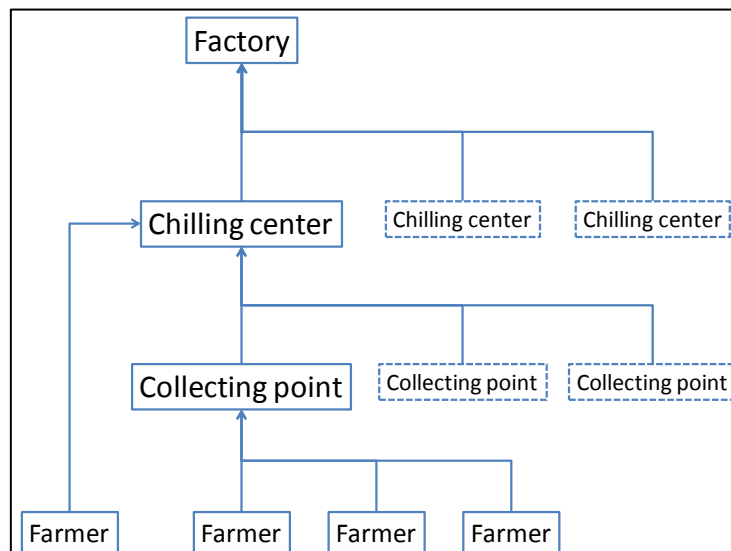 Factory
Chilling center
Chilling center
Chilling center
Collecting point
Collecting point
Collecting point
Farmer
Farmer
Farmer
Farmer